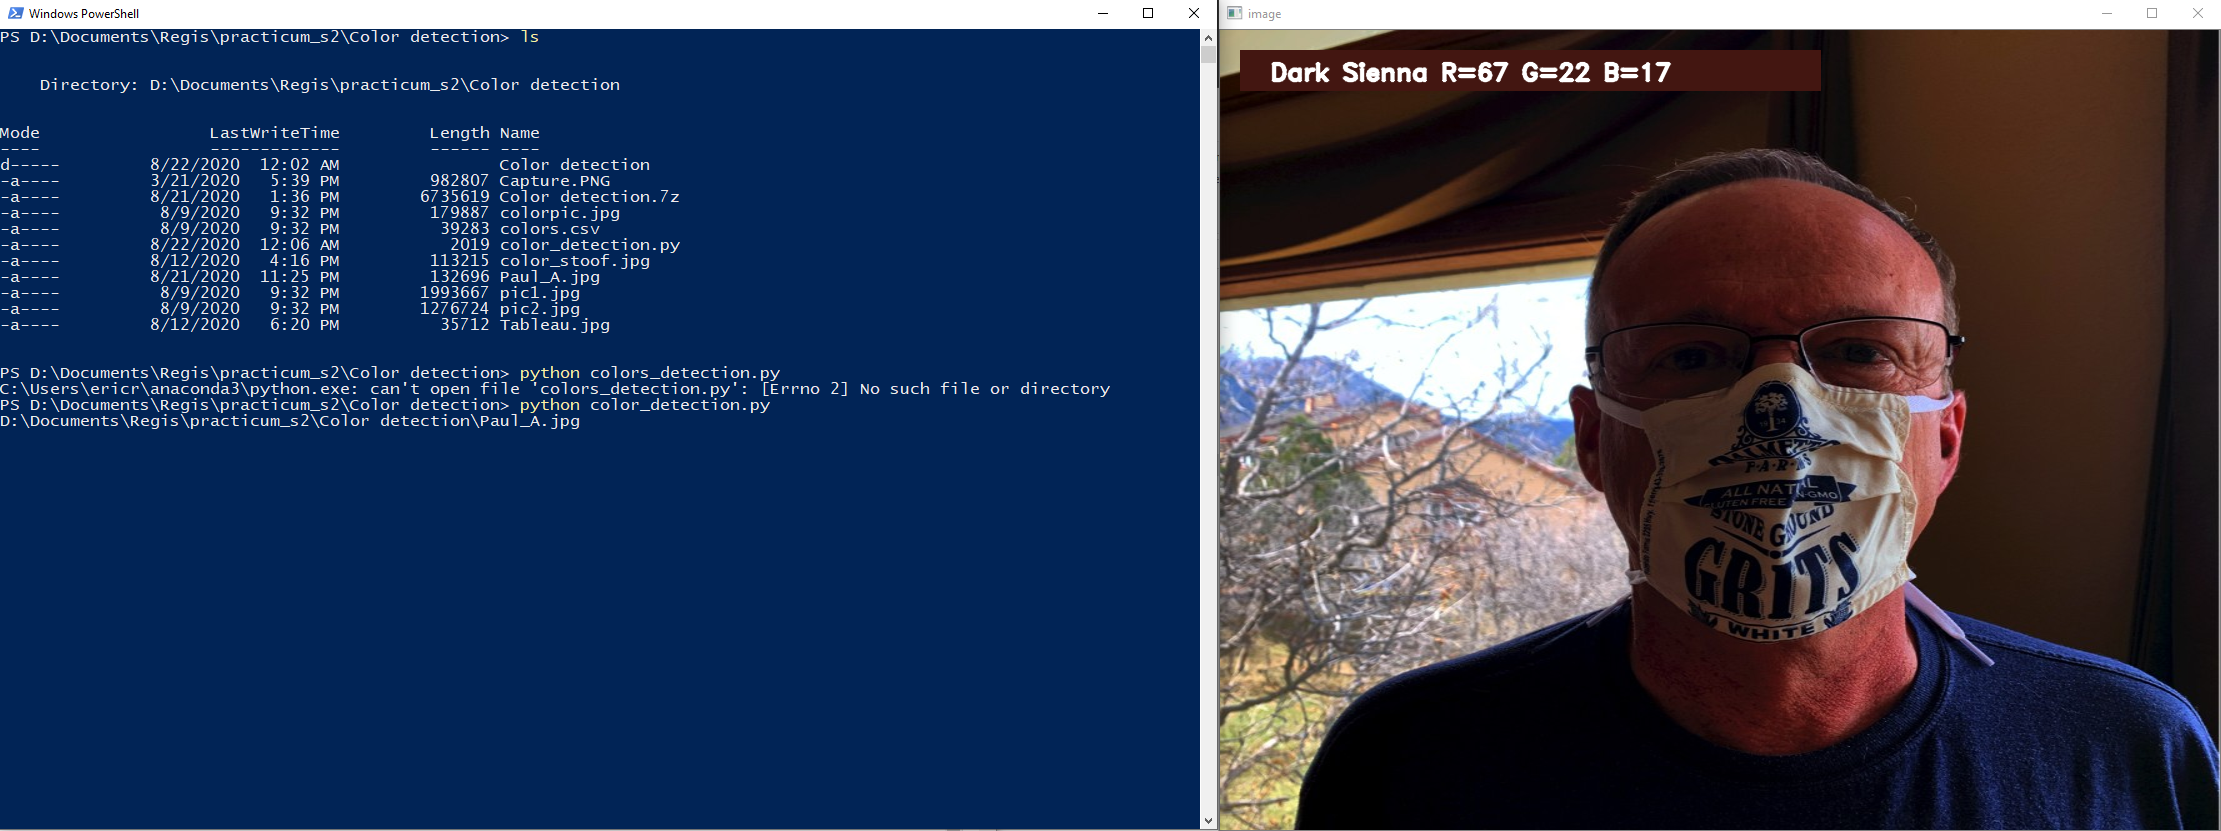 Windows PowerShell
PS D:\Documents\Regis\practicum_s2\Color detection> ls
Directory: D:\Documents\Regis\practicum_s2\Color detection
Mode LastWriteTime Length Name
---- ------------- ------ ----
d----- 8/22/2020 12:02 AM Color detection
-a---- 3/21/2020 5:39 PM 982807 Capture.PNG
-a---- 8/21/2020 1:36 PM 6735619 Color detection.7z
-a---- 8/9/2020 9:32 PM 179887 colorpic.jpg
-a---- 8/9/2020 9:32 PM 39283 colors.csv
-a---- 8/22/2020 12:06 AM 2019 color_detection.py
-a---- 8/12/2020 4:16 PM 113215 color_stoof.jpg
-a---- 8/21/2020 11:25 PM 132696 Paul_A.jpg
-a---- 8/9/2020 9:32 PM 1993667 pic1.jpg
-a---- 8/9/2020 9:32 PM 1276724 pic2.jpg
-a---- 8/12/2020 6:20 PM 35712 Tableau.jpg
PS D:\Documents\Regis\practicum_s2\Color detection> python colors_detection.py
C:\Users\ericr\anaconda3\python.exe: can't open file 'colors_detection.py': [Errno 2] No such file or directory
PS D:\Documents\Regis\practicum_s2\Color detection> python color_detection.py
D:\Documents\Regis\practicum_s2\Color detection\Paul_A.jpg
image
Dark Sienna R=67 G=22 B=17
ALL NAT
GLUTEN FREE N-GMO
STONE GROUND
GRITS
WHITE